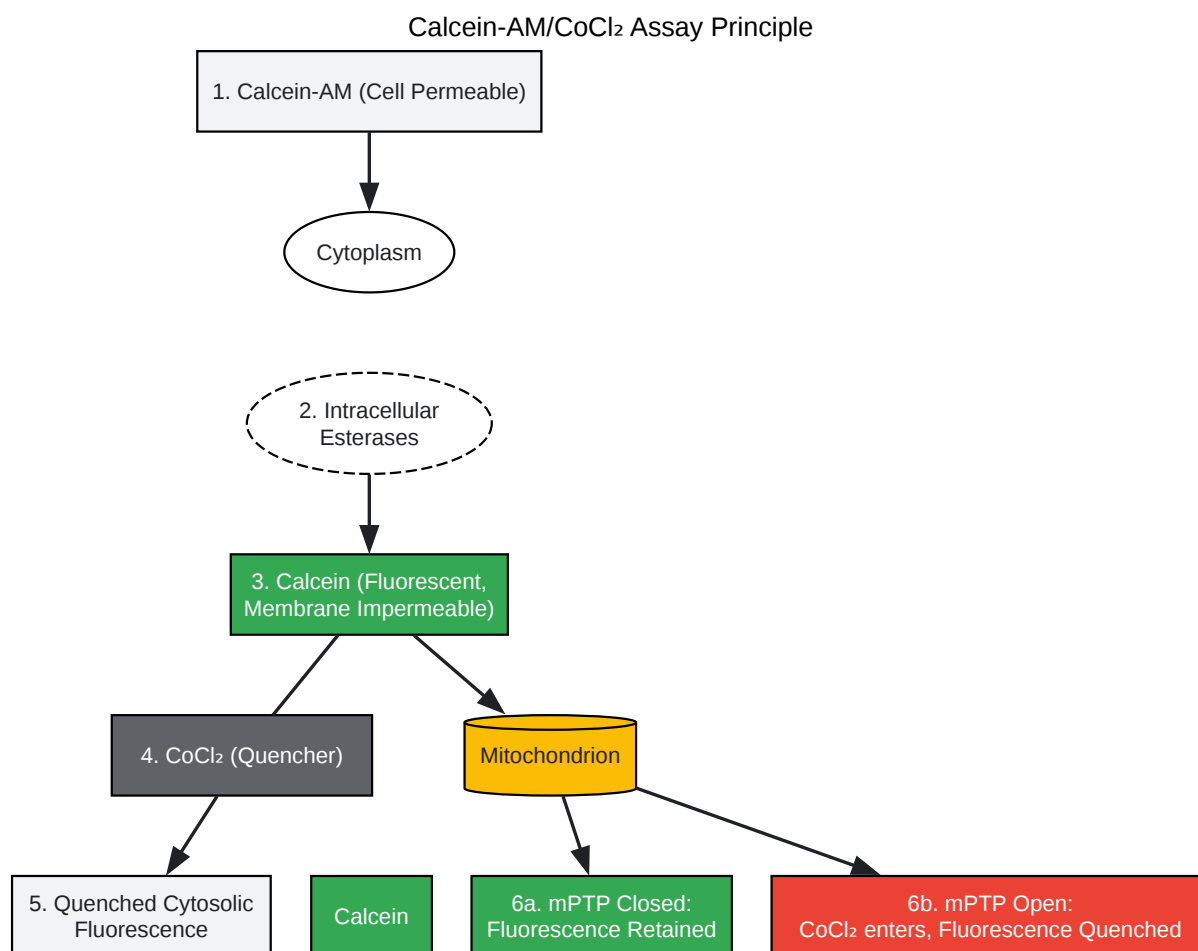 Calcein-AM/CoCl₂ Assay Principle
1. Calcein-AM (Cell Permeable)
Cytoplasm
2. Intracellular
Esterases
3. Calcein (Fluorescent,
Membrane Impermeable)
4. CoCl₂ (Quencher)
Mitochondrion
5. Quenched Cytosolic
Fluorescence
Calcein
6a. mPTP Closed:
Fluorescence Retained
6b. mPTP Open:
CoCl₂ enters, Fluorescence Quenched